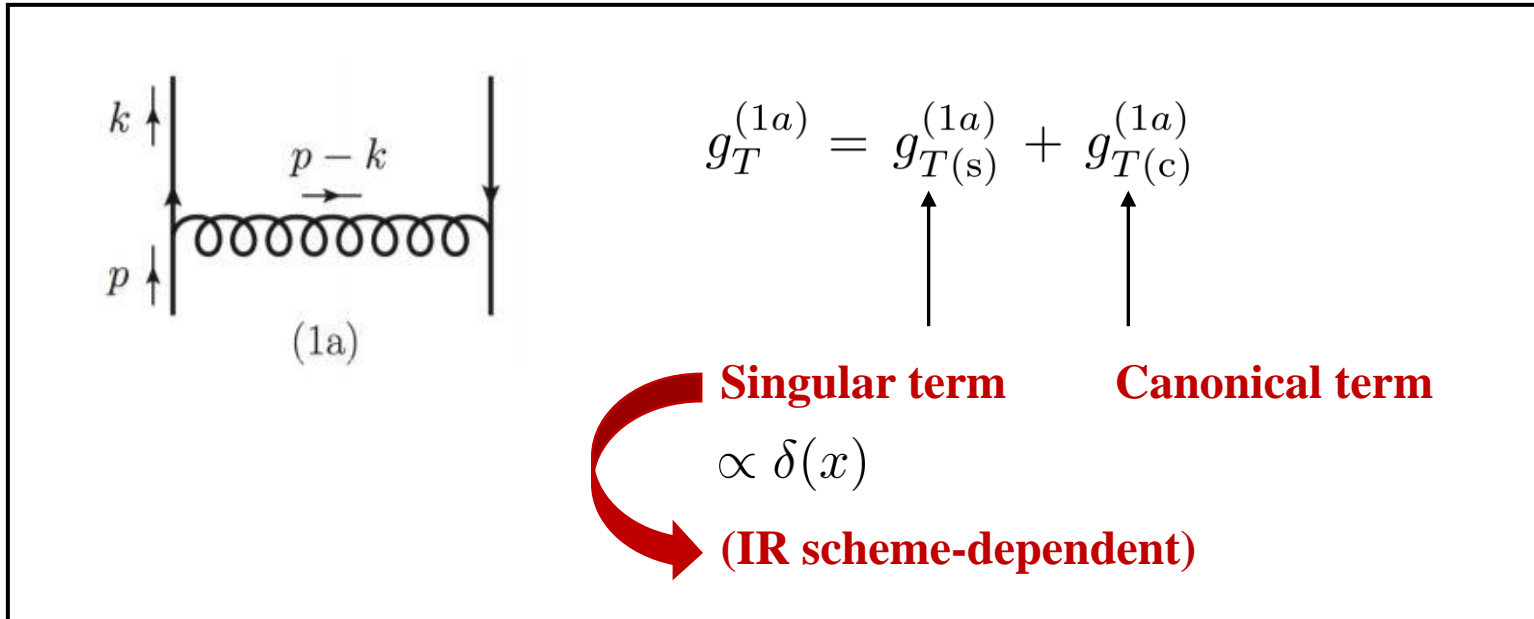 k
p − k
p
(1a)
g_T^{(1a)} = g_{T(s)}^{(1a)} + g_{T(c)}^{(1a)}
Singular term
Canonical term
∝ δ(x)
(IR scheme-dependent)